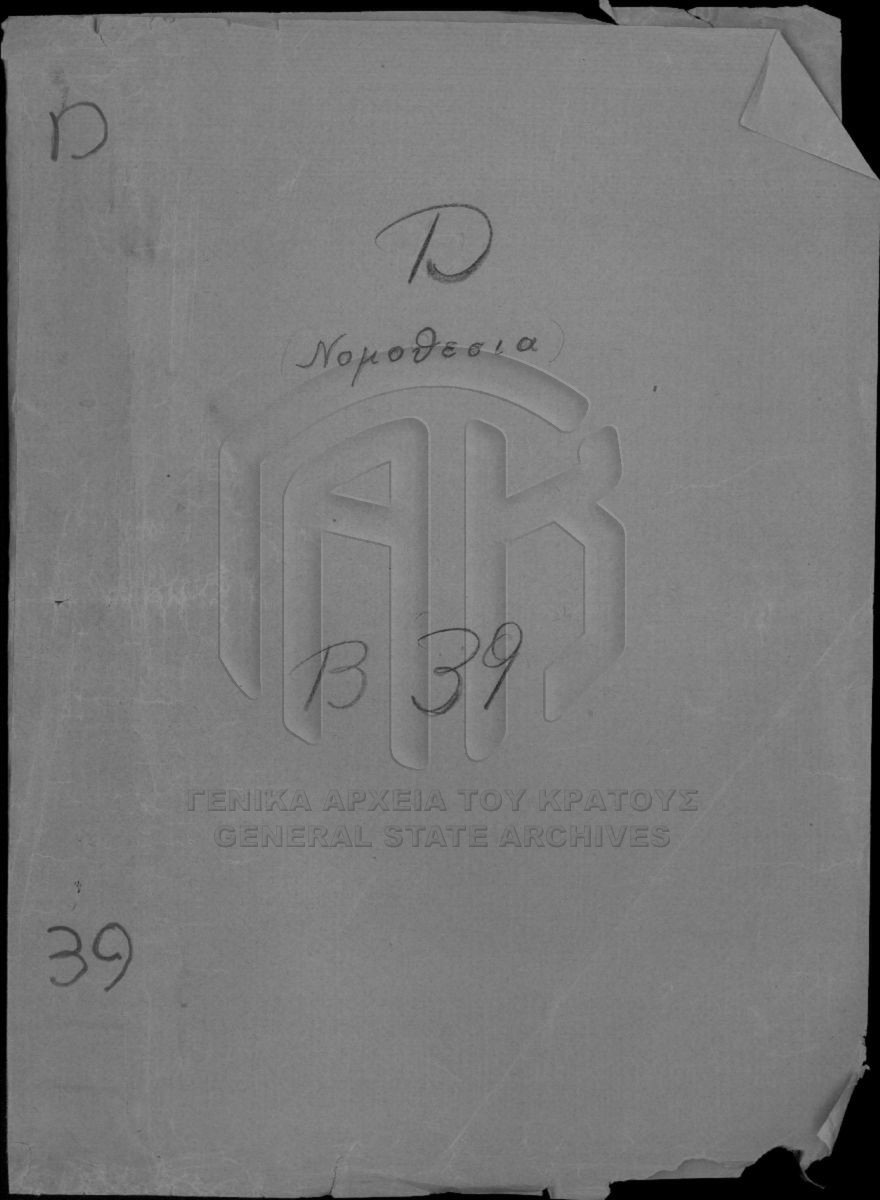 D
D
(Νομοθεσια)
B 39
ΓΕΝΙΚΑ ΑΡΧΕΙΑ ΤΟΥ ΚΡΑΤΟΥΣ
GENERAL STATE ARCHIVES
39